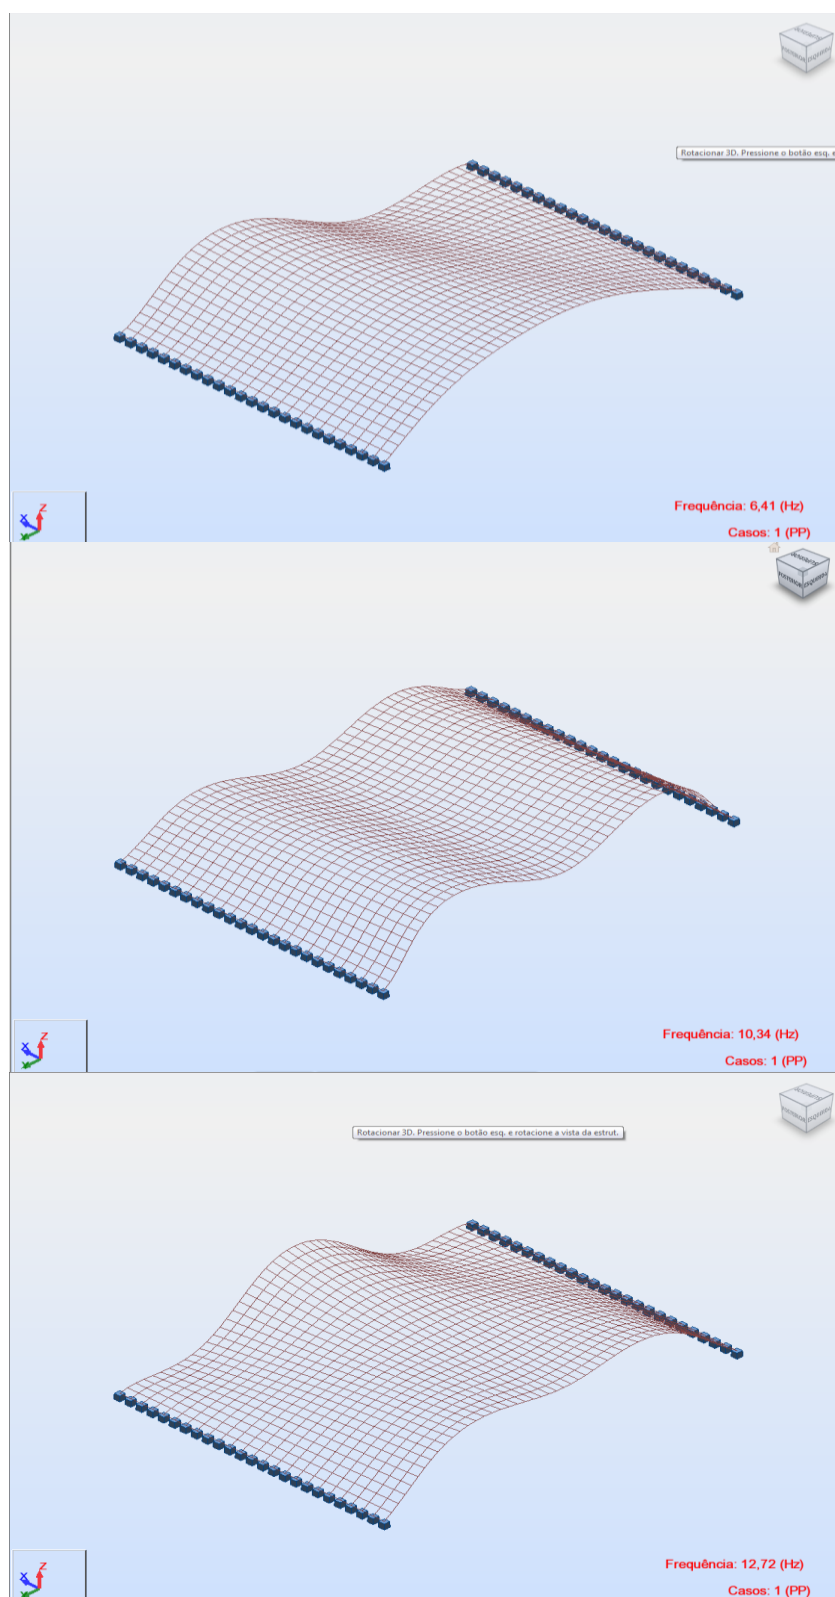 Rotacionar 3D. Pressione o botão esq. e
Z
X
Frequência: 6,41 (Hz)
Casos: 1 (PP)
Z
X
Frequência: 10,34 (Hz)
Casos: 1 (PP)
Rotacionar 3D. Pressione o botão esq. e rotacione a vista da estrut.
Z
X
Frequência: 12,72 (Hz)
Casos: 1 (PP)